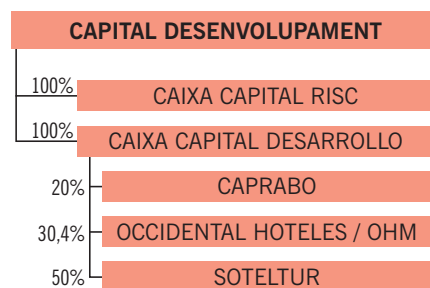 CAPITAL DESENVOLUPAMENT
100% CAIXA CAPITAL RISC
100% CAIXA CAPITAL DESARROLLO
20% CAPRABO
30,4% OCCIDENTAL HOTELES / OHM
50% SOTELTUR